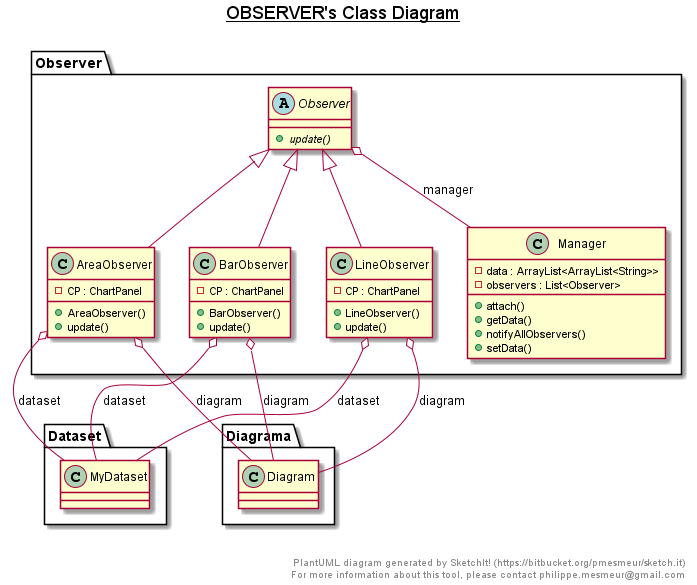 OBSERVER's Class Diagram
Observer
A Observer
update()
manager
C AreaObserver
CP : ChartPanel
AreaObserver()
update()
C BarObserver
CP : ChartPanel
BarObserver()
update()
C LineObserver
CP : ChartPanel
LineObserver()
update()
C Manager
data : ArrayList<ArrayList<String>>
observers : List<Observer>
attach()
getData()
notifyAllObservers()
setData()
dataset
dataset
diagram
diagram
dataset
diagram
Dataset
C MyDataset
Diagrama
C Diagram
PlantUML diagram generated by SketchIt! (https://bitbucket.org/pmesmeur/sketch.it)
For more information about this tool, please contact philippe.mesmeur@gmail.com